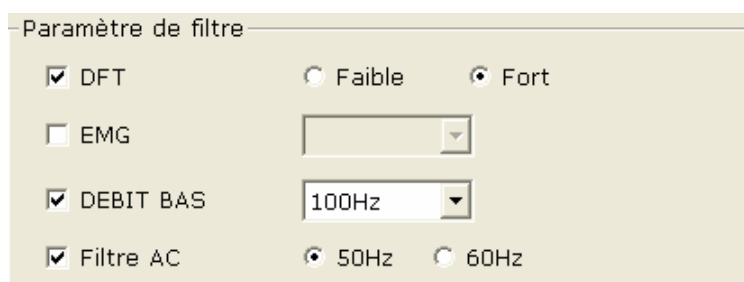 Paramètre de filtre
DFT Faible Fort
EMG
DEBIT BAS 100Hz
Filtre AC 50Hz 60Hz